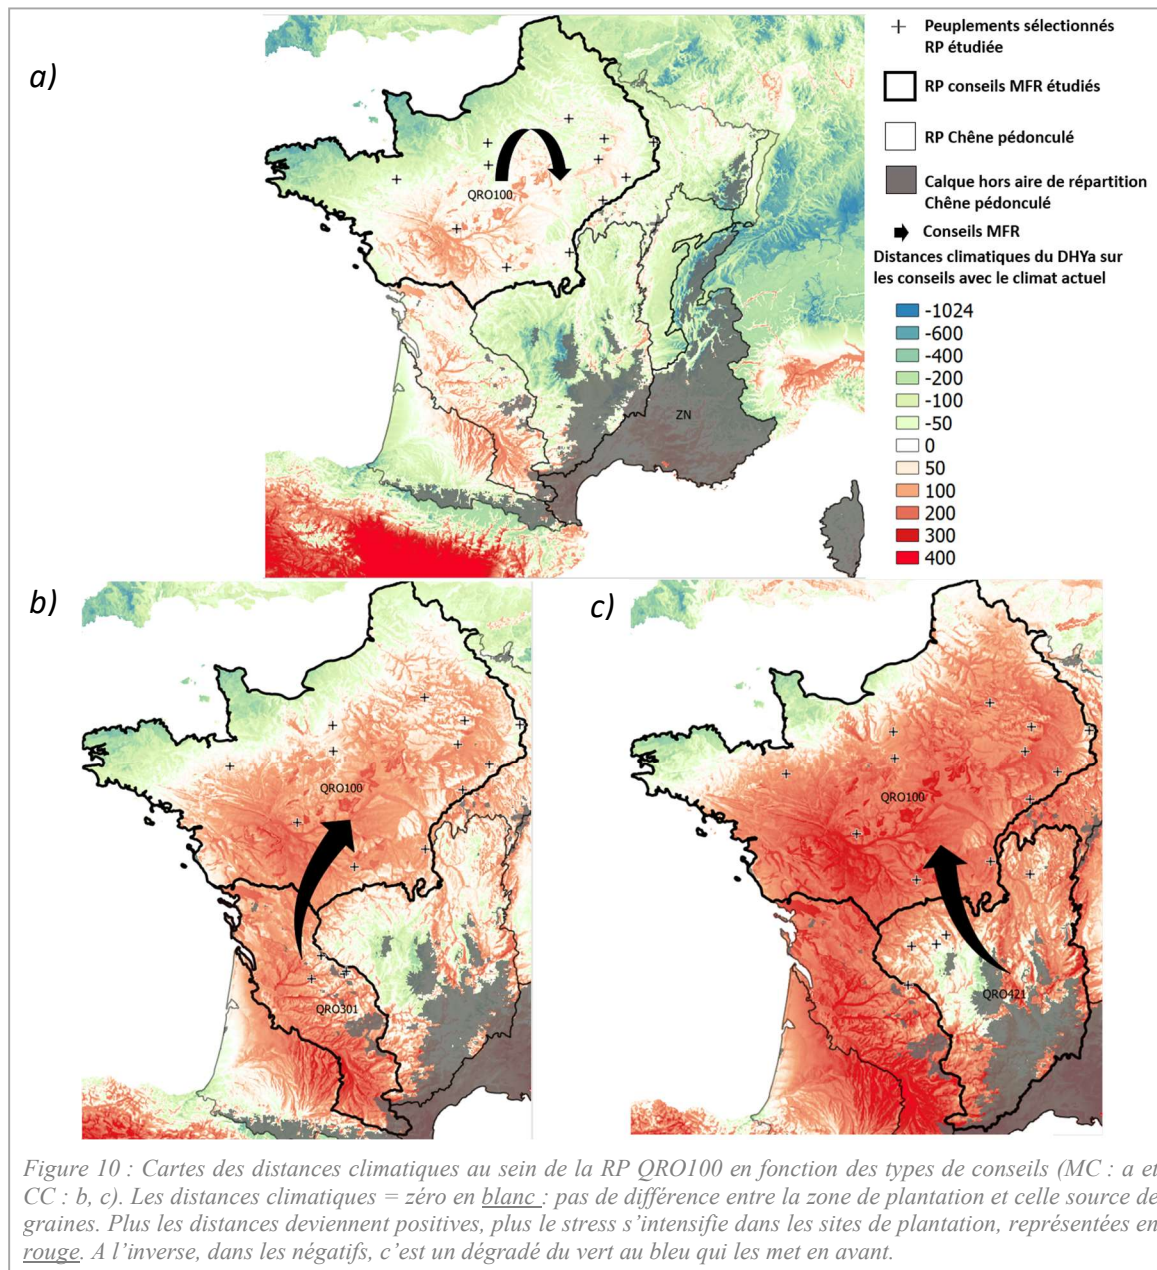 a)
Peuplements sélectionnés
RP étudiée
RP conseils MFR étudiés
RP Chêne pédonculé
Calque hors aire de répartition
Chêne pédonculé
Conseils MFR
Distances climatiques du DHYa sur
les conseils avec le climat actuel
-1024
-600
-400
-200
-100
-50
0
50
100
200
300
400
QRO100
ZN
b)
QRO100
QRO301
c)
QRO100
QRO421
Figure 10 : Cartes des distances climatiques au sein de la RP QRO100 en fonction des types de conseils (MC : a et
CC : b, c). Les distances climatiques = zéro en blanc : pas de différence entre la zone de plantation et celle source de
graines. Plus les distances deviennent positives, plus le stress s’intensifie dans les sites de plantation, représentées en
rouge. A l’inverse, dans les négatifs, c’est un dégradé du vert au bleu qui les met en avant.